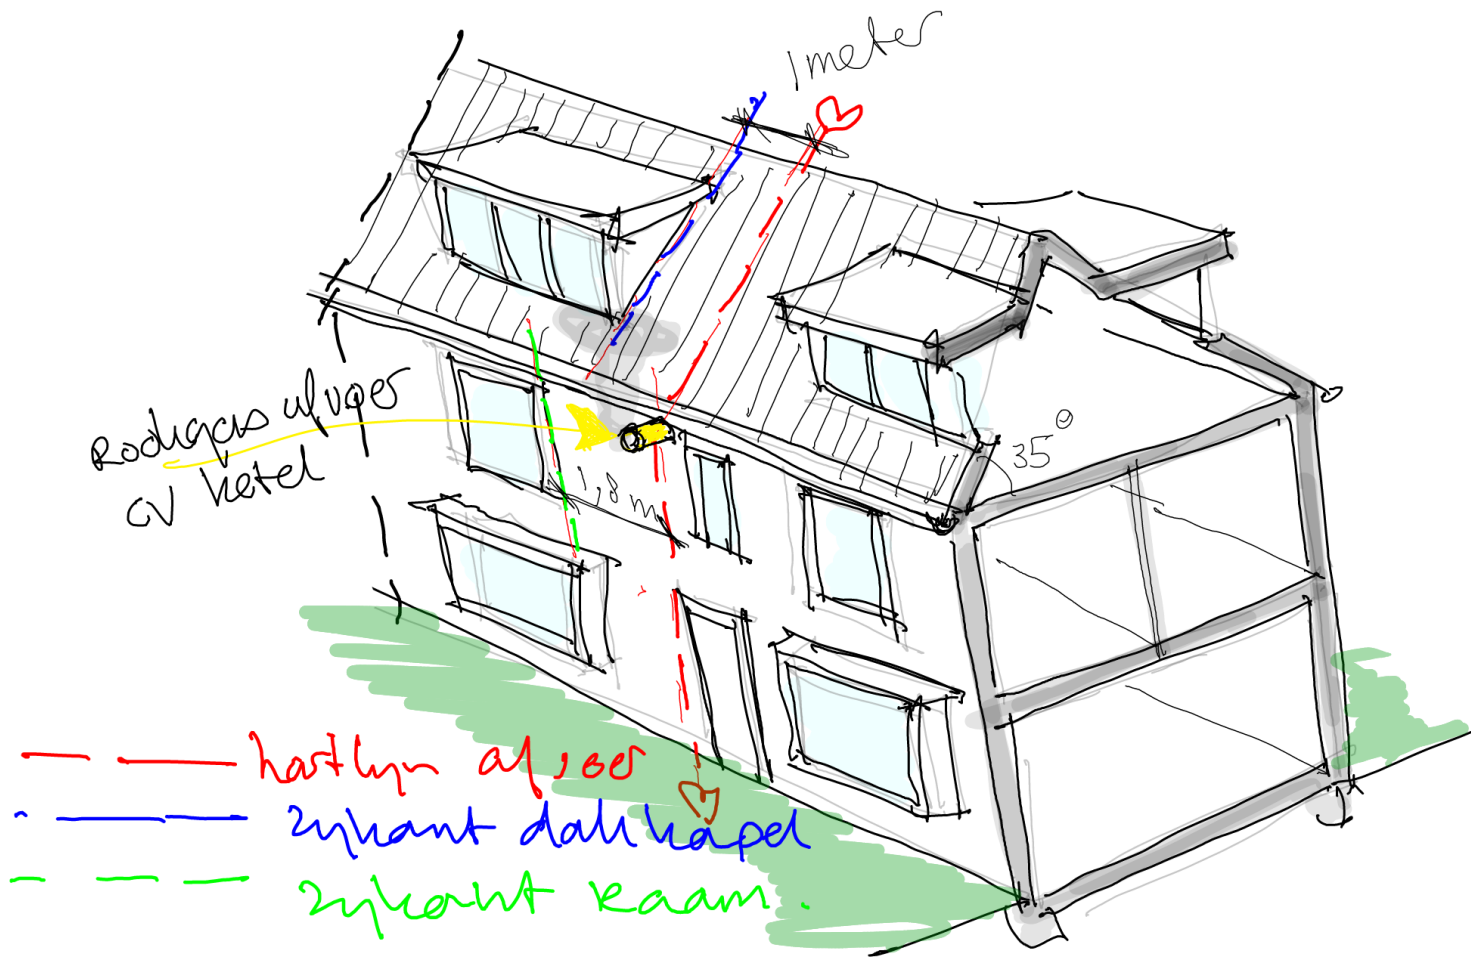 1 meter
Rookgas afvoer
CV ketel
35°
1,8 m
hartlijn afvoer
zijkant dakkapel
zijkant raam.